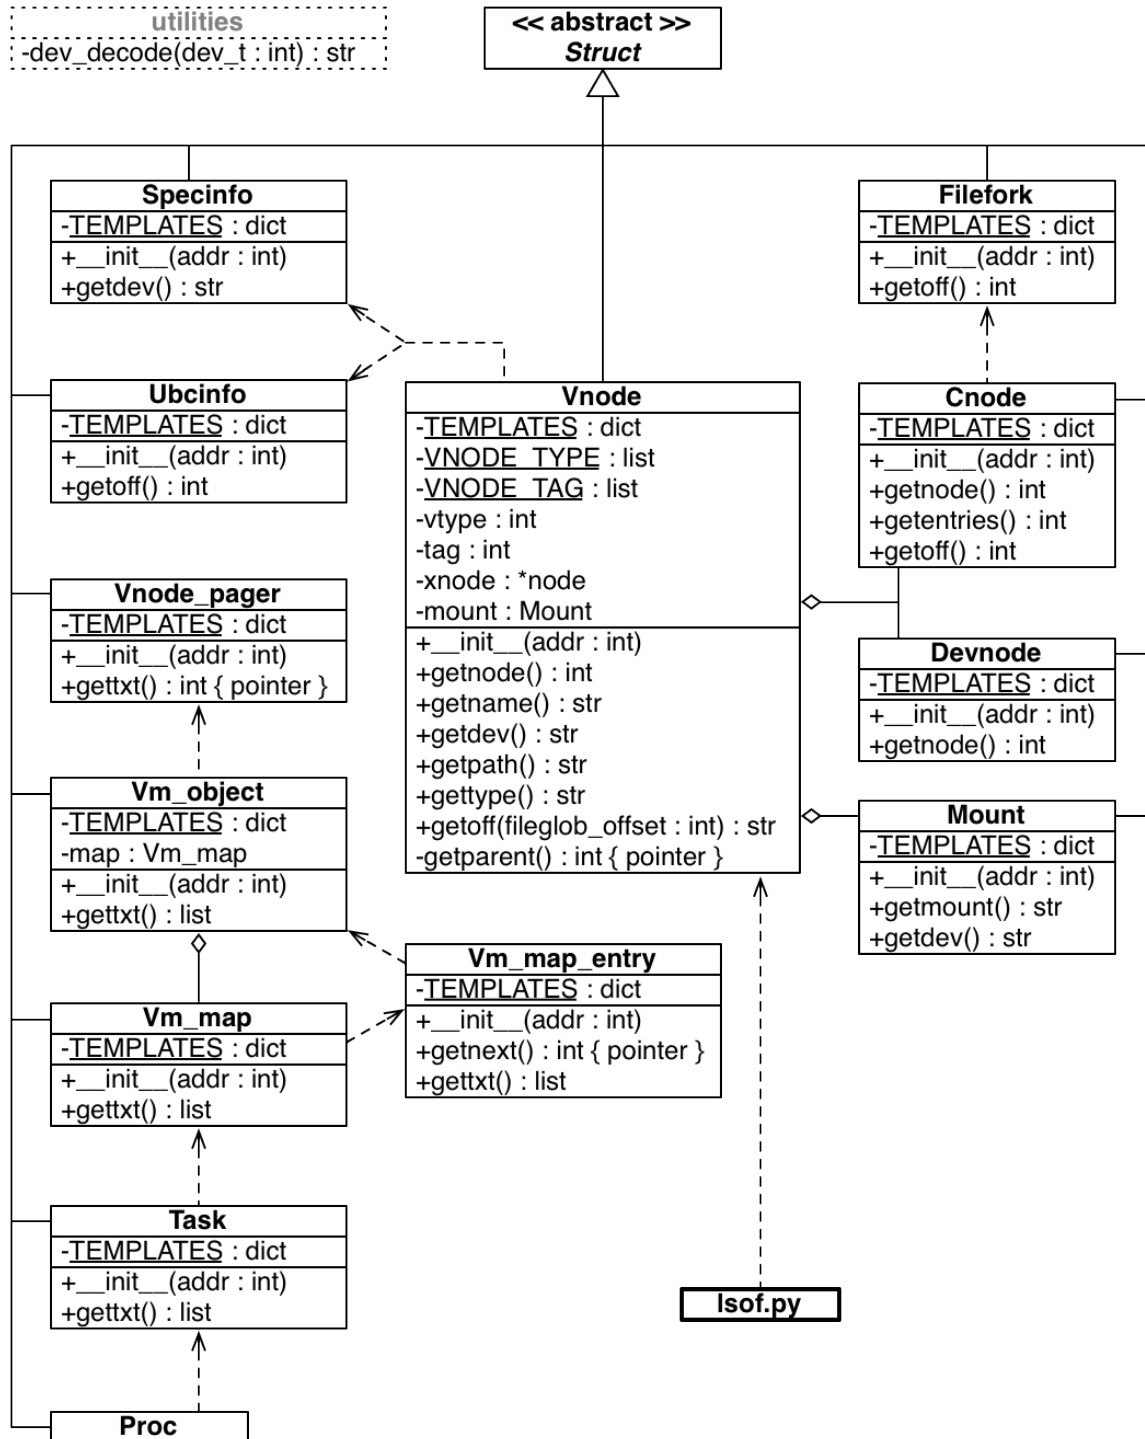 utilities
-dev_decode(dev_t : int) : str
<< abstract >>
Struct
Specinfo
-TEMPLATES : dict
+__init__(addr : int)
+getdev() : str
Filefork
-TEMPLATES : dict
+__init__(addr : int)
+getoff() : int
Ubcinfo
-TEMPLATES : dict
+__init__(addr : int)
+getoff() : int
Vnode
-TEMPLATES : dict
-VNODE_TYPE : list
-VNODE_TAG : list
-vtype : int
-tag : int
-xnode : *node
-mount : Mount
+__init__(addr : int)
+getnode() : int
+getname() : str
+getdev() : str
+getpath() : str
+gettype() : str
+getoff(fileglob_offset : int) : str
-getparent() : int { pointer }
Cnode
-TEMPLATES : dict
+__init__(addr : int)
+getnode() : int
+getentries() : int
+getoff() : int
Vnode_pager
-TEMPLATES : dict
+__init__(addr : int)
+gettxt() : int { pointer }
Devnode
-TEMPLATES : dict
+__init__(addr : int)
+getnode() : int
Vm_object
-TEMPLATES : dict
-map : Vm_map
+__init__(addr : int)
+gettxt() : list
Mount
-TEMPLATES : dict
+__init__(addr : int)
+getmount() : str
+getdev() : str
Vm_map_entry
-TEMPLATES : dict
+__init__(addr : int)
+getnext() : int { pointer }
+gettxt() : list
Vm_map
-TEMPLATES : dict
+__init__(addr : int)
+gettxt() : list
Task
-TEMPLATES : dict
+__init__(addr : int)
+gettxt() : list
lsof.py
Proc